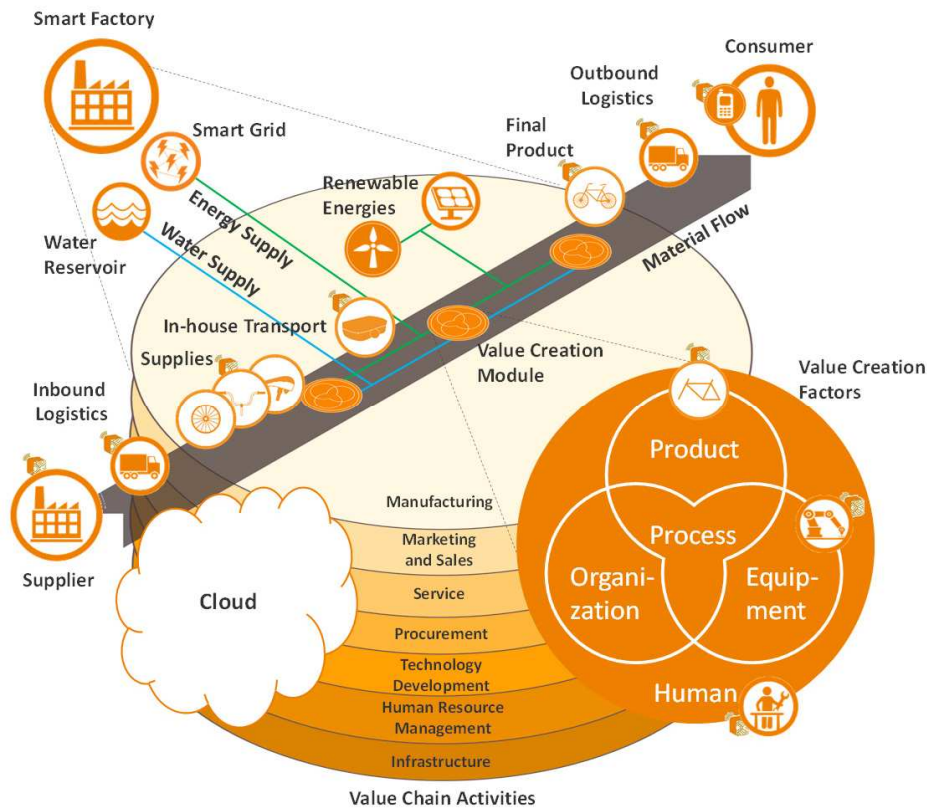 Smart Factory
Consumer
Outbound
Logistics
Final
Product
Smart Grid
Renewable
Energies
Energy Supply
Water Supply
Water
Reservoir
Material Flow
In-house Transport
Supplies
Value Creation
Module
Inbound
Logistics
Value Creation
Factors
Product
Process
Organi-
zation
Equip-
ment
Human
Supplier
Cloud
Manufacturing
Marketing
and Sales
Service
Procurement
Technology
Development
Human Resource
Management
Infrastructure
Value Chain Activities